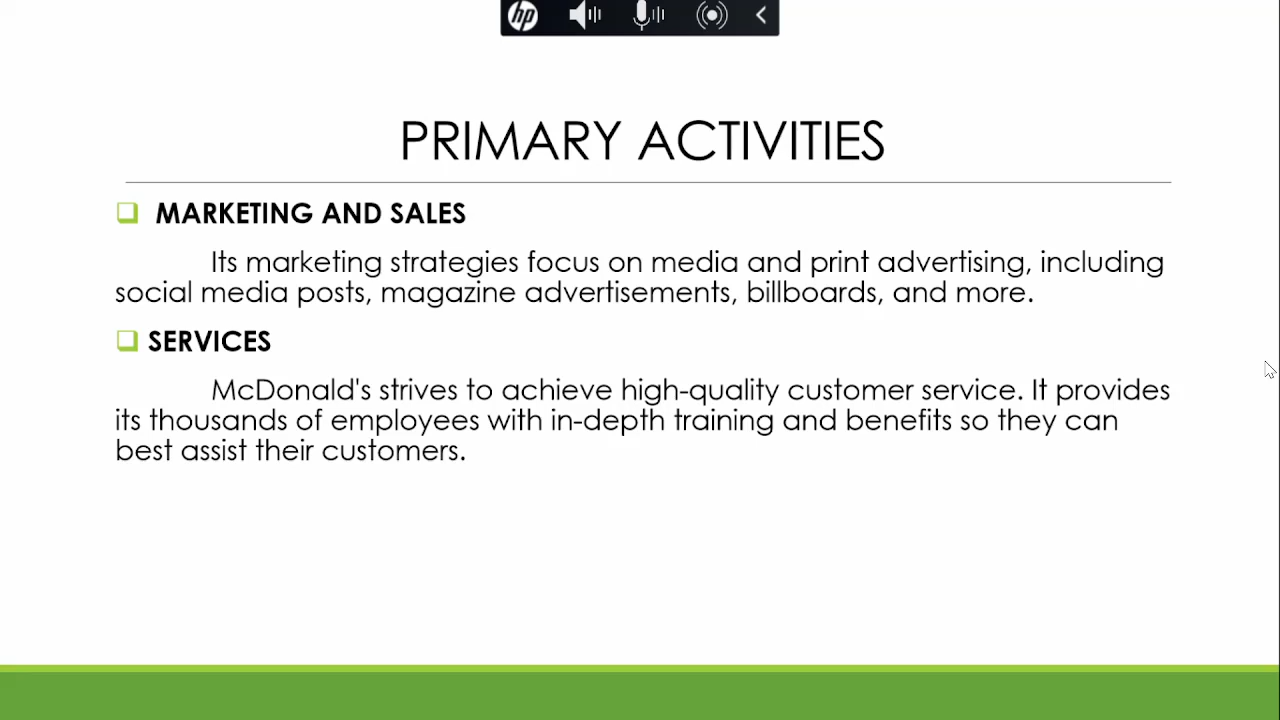 hp
PRIMARY ACTIVITIES
MARKETING AND SALES
Its marketing strategies focus on media and print advertising, including
social media posts, magazine advertisements, billboards, and more.
SERVICES
McDonald's strives to achieve high-quality customer service. It provides
its thousands of employees with in-depth training and benefits so they can
best assist their customers.